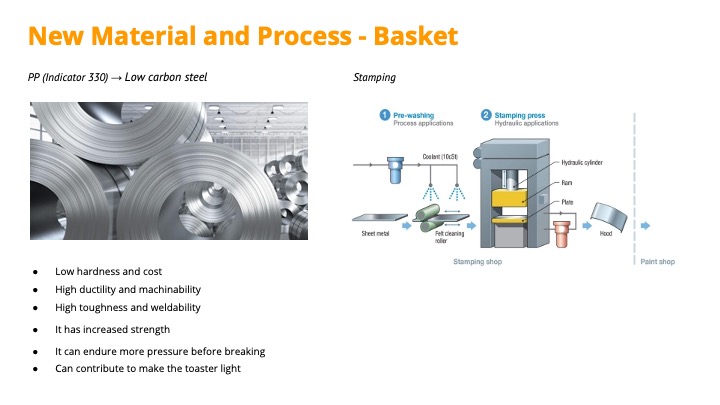 New Material and Process - Basket
PP (Indicator 330) → Low carbon steel
Stamping
● Low hardness and cost
● High ductility and machinability
● High toughness and weldability
● It has increased strength
● It can endure more pressure before breaking
● Can contribute to make the toaster light
1 Pre-washing
Process applications
2 Stamping press
Hydraulic applications
Coolant (10cSt)
Hydraulic cylinder
Ram
Plate
Sheet metal
Felt cleaning
roller
Hood
Stamping shop
Paint shop